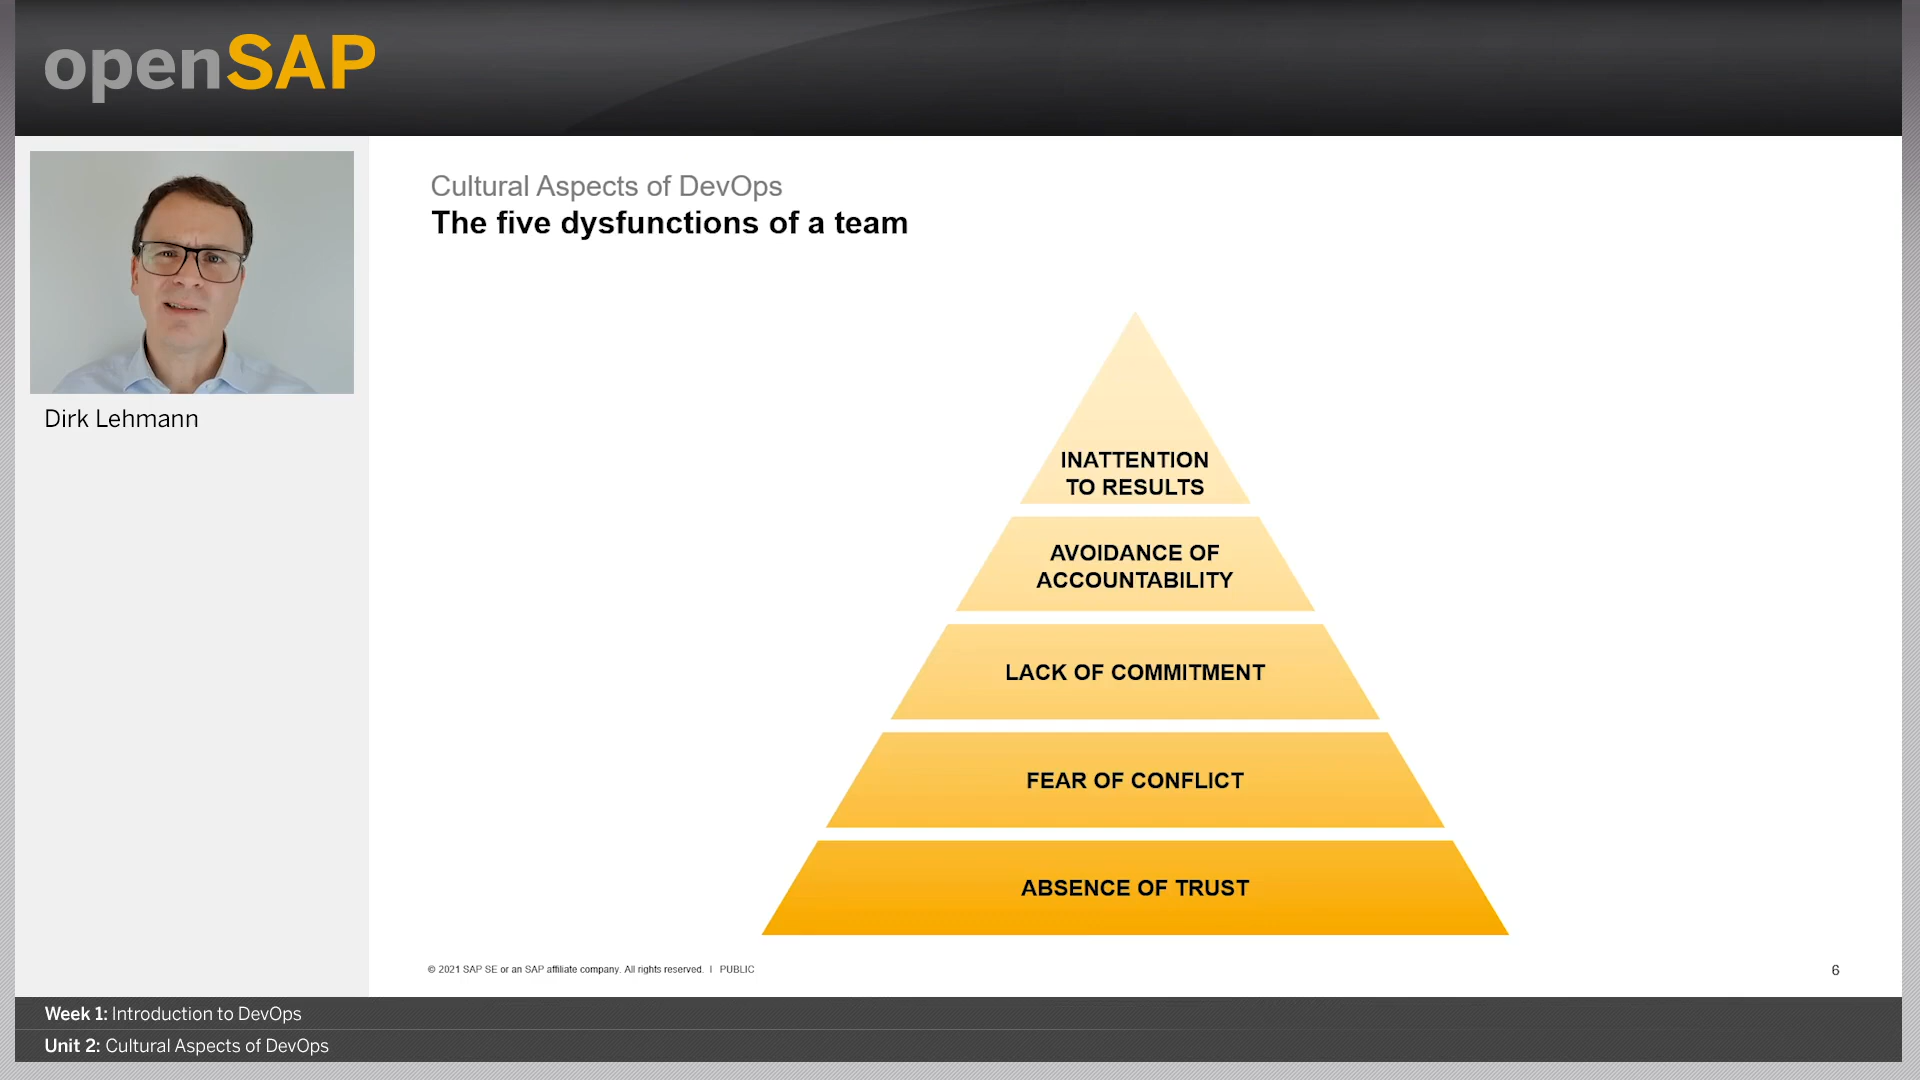 openSAP
Dirk Lehmann
Cultural Aspects of DevOps
The five dysfunctions of a team
INATTENTION
TO RESULTS
AVOIDANCE OF
ACCOUNTABILITY
LACK OF COMMITMENT
FEAR OF CONFLICT
ABSENCE OF TRUST
© 2021 SAP SE or an SAP affiliate company. All rights reserved. I PUBLIC
6
Week 1: Introduction to DevOps
Unit 2: Cultural Aspects of DevOps